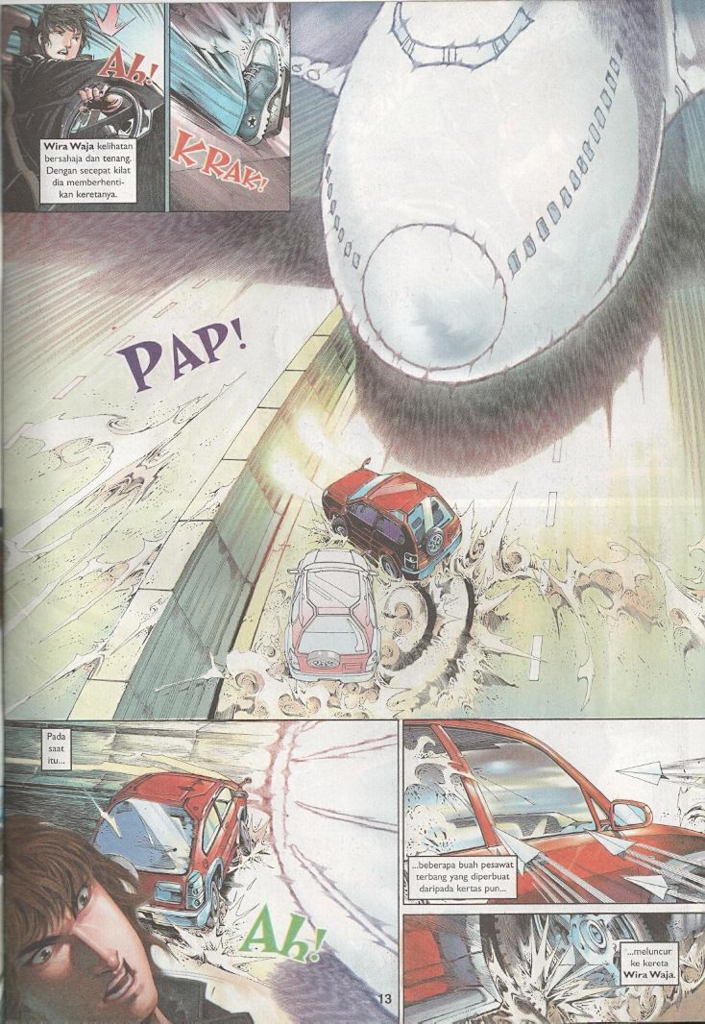 Ah!
Wira Waja kelihatan
bersahaja dan tenang.
Dengan secepat kilat
dia memberhenti-
kan keretanya.
KRAK!
PAP!
Pada
saat
itu...
Ah!
...beberapa buah pesawat
terbang yang diperbuat
daripada kertas pun...
...meluncur
ke kereta
Wira Waja.
13